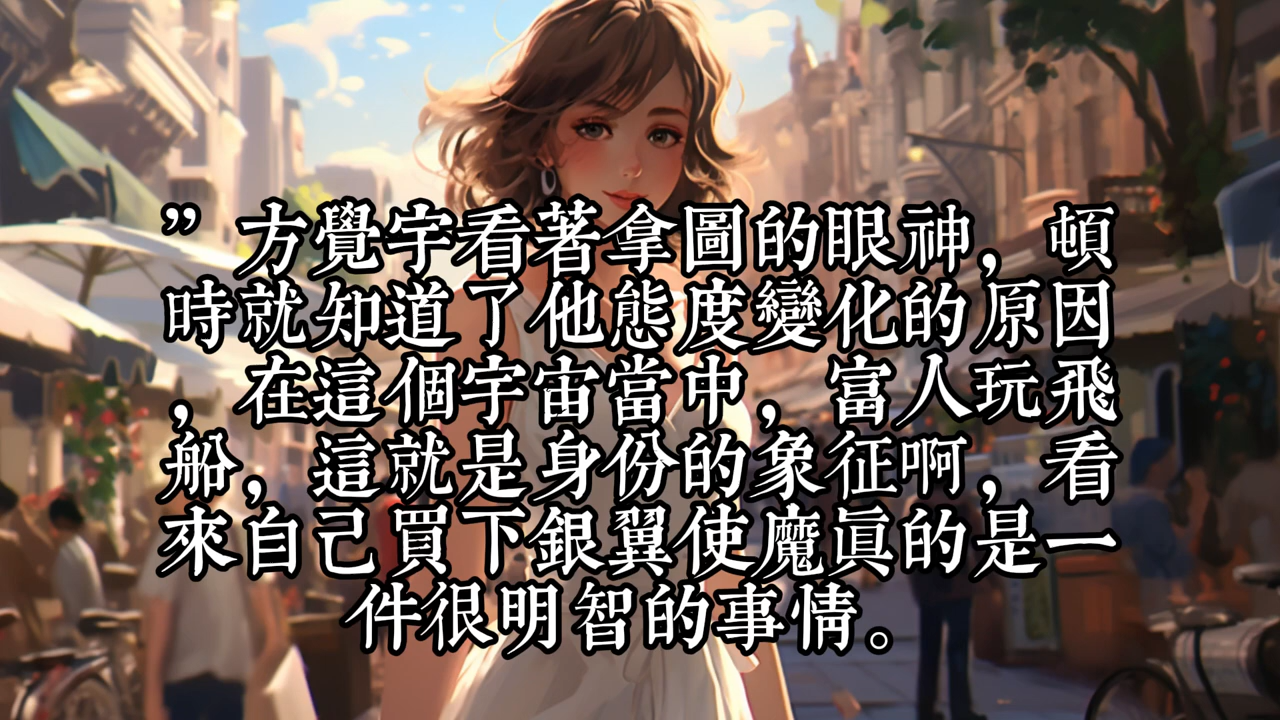 ”方覺宇看著拿圖的眼神，頓
時就知道了他態度變化的原因
，在這個宇宙當中，富人玩飛
船，這就是身份的象征啊，看
來自己買下銀翼使魔眞的是一
件很明智的事情。